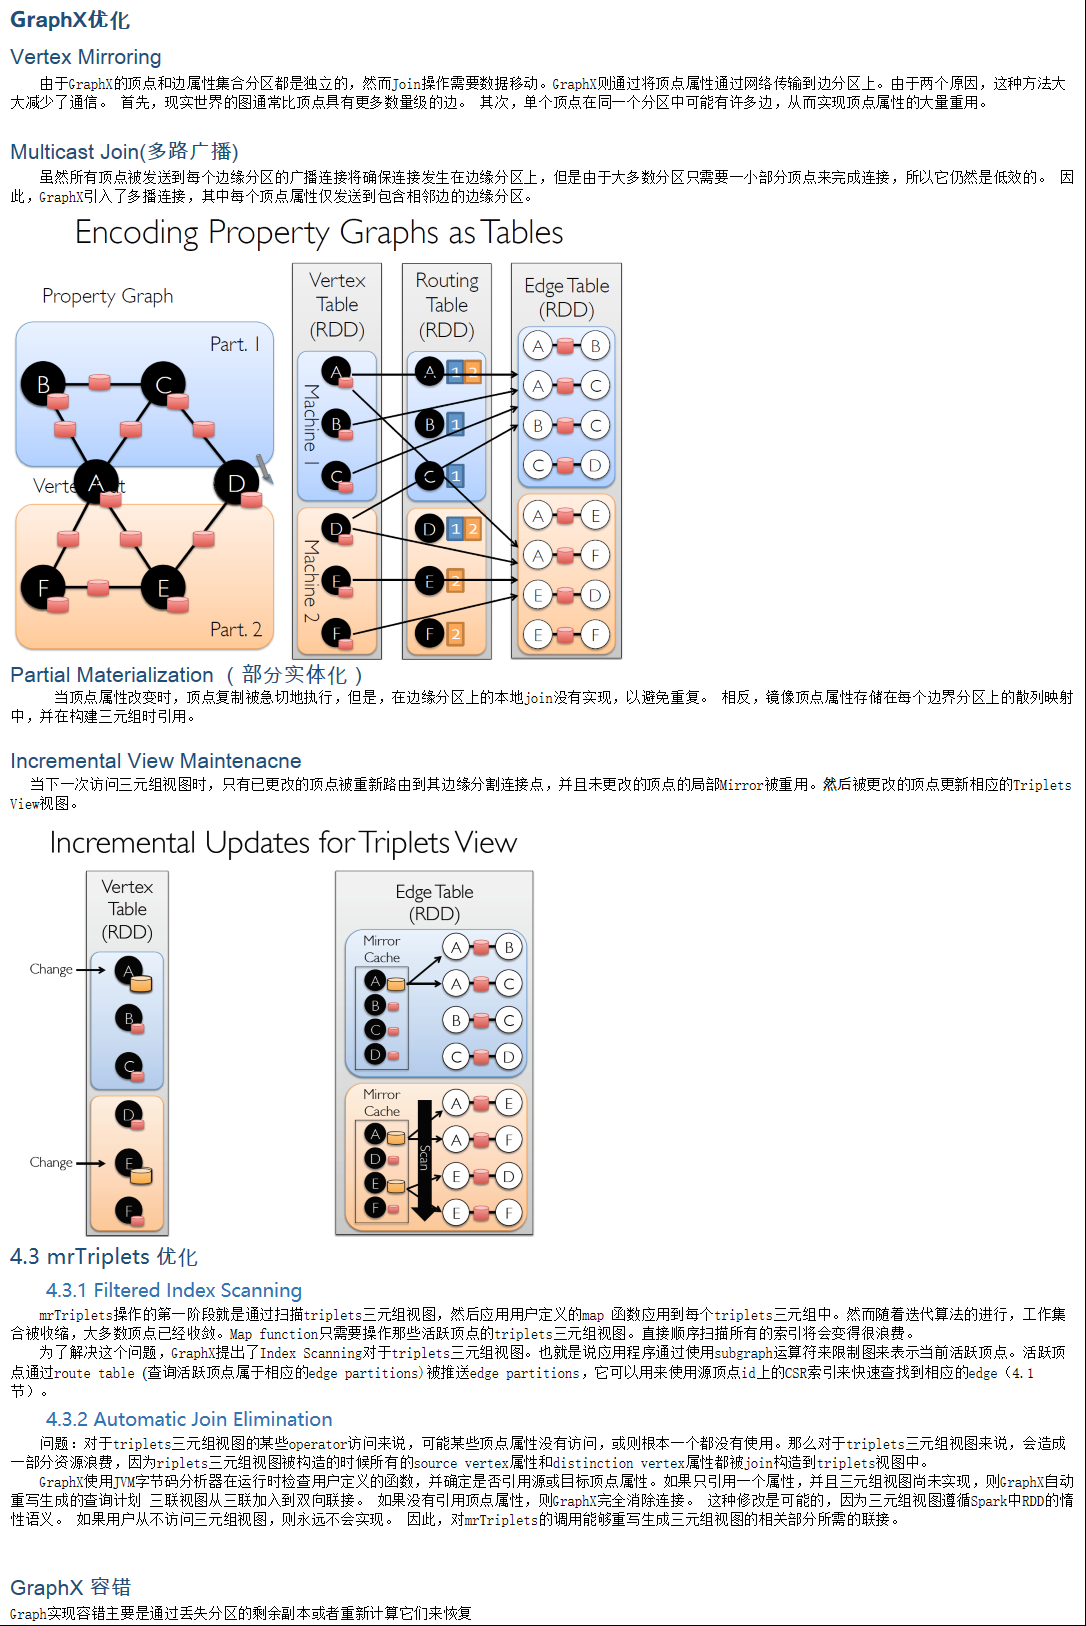 GraphX优化
Vertex Mirroring
由于GraphX的顶点和边属性集合分区都是独立的，然而Join操作需要数据移动。GraphX则通过将顶点属性通过网络传输到边分区上。由于两个原因，这种方法大
大减少了通信。 首先，现实世界的图通常比顶点具有更多数量级的边。 其次，单个顶点在同一个分区中可能有许多边，从而实现顶点属性的大量重用。
Multicast Join(多路广播)
虽然所有顶点被发送到每个边缘分区的广播连接将确保连接发生在边缘分区上，但是由于大多数分区只需要一小部分顶点来完成连接，所以它仍然是低效的。 因
此，GraphX引入了多播连接，其中每个顶点属性仅发送到包含相邻边的边缘分区。
Encoding Property Graphs as Tables
Property Graph
Part. 1
B
C
A
D
F
E
Part. 2
Vertex
Table
(RDD)
Machine 1
A
B
C
Machine 2
D
E
F
Routing
Table
(RDD)
A 1 2
B 1
C 1
D 1 2
E 2
F 2
Edge Table
(RDD)
A B
A C
B C
C D
A E
A F
E D
E F
Partial Materialization （部分实体化）
当顶点属性改变时，顶点复制被急切地执行，但是，在边缘分区上的本地join没有实现，以避免重复。 相反，镜像顶点属性存储在每个边界分区上的散列映射
中，并在构建三元组时引用。
Incremental View Maintenacne
当下一次访问三元组视图时，只有已更改的顶点被重新路由到其边缘分割连接点，并且未更改的顶点的局部Mirror被重用。然后被更改的顶点更新相应的Triplets
View视图。
Incremental Updates for Triplets View
Vertex
Table
(RDD)
Change
A
B
C
D
Change
E
F
Edge Table
(RDD)
Mirror
Cache
A
B
C
D
A B
A C
B C
C D
Mirror
Cache
A
D
E
F
Scan
A E
A F
E D
E F
4.3 mrTriplets 优化
4.3.1 Filtered Index Scanning
mrTriplets操作的第一阶段就是通过扫描triplets三元组视图，然后应用用户定义的map 函数应用到每个triplets三元组中。然而随着迭代算法的进行，工作集
合被收缩，大多数顶点已经收敛。Map function只需要操作那些活跃顶点的triplets三元组视图。直接顺序扫描所有的索引将会变得很浪费。
为了解决这个问题，GraphX提出了Index Scanning对于triplets三元组视图。也就是说应用程序通过使用subgraph运算符来限制图来表示当前活跃顶点。活跃顶
点通过route table (查询活跃顶点属于相应的edge partitions)被推送edge partitions，它可以用来使用源顶点id上的CSR索引来快速查找到相应的edge（4.1
节）。
4.3.2 Automatic Join Elimination
问题：对于triplets三元组视图的某些operator访问来说，可能某些顶点属性没有访问，或则根本一个都没有使用。那么对于triplets三元组视图来说，会造成
一部分资源浪费，因为riplets三元组视图被构造的时候所有的source vertex属性和distinction vertex属性都被join构造到triplets视图中。
GraphX使用JVM字节码分析器在运行时检查用户定义的函数，并确定是否引用源或目标顶点属性。如果只引用一个属性，并且三元组视图尚未实现，则GraphX自动
重写生成的查询计划 三联视图从三联加入到双向联接。 如果没有引用顶点属性，则GraphX完全消除连接。 这种修改是可能的，因为三元组视图遵循Spark中RDD的惰
性语义。 如果用户从不访问三元组视图，则永远不会实现。 因此，对mrTriplets的调用能够重写生成三元组视图的相关部分所需的联接。
GraphX 容错
Graph实现容错主要是通过丢失分区的剩余副本或者重新计算它们来恢复